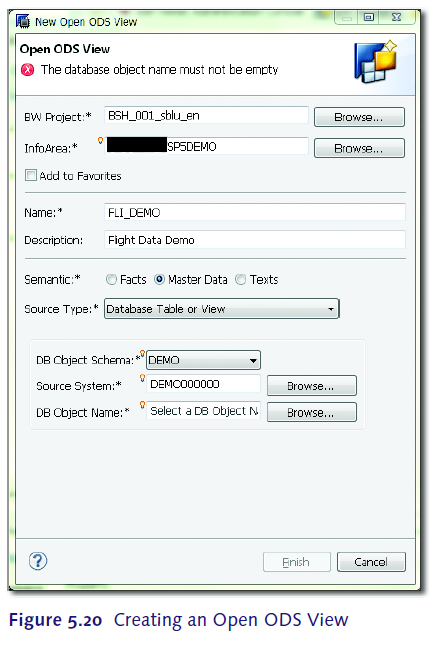 New Open ODS View
Open ODS View
The database object name must not be empty
BW Project:* BSH_001_sblu_en Browse...
InfoArea:* SP5DEMO Browse...
Add to Favorites
Name:* FLI_DEMO
Description: Flight Data Demo
Semantic:* Facts Master Data Texts
Source Type:* Database Table or View
DB Object Schema:* DEMO
Source System:* DEMO000000 Browse...
DB Object Name:* Select a DB Object N Browse...
? Finish Cancel
Figure 5.20 Creating an Open ODS View